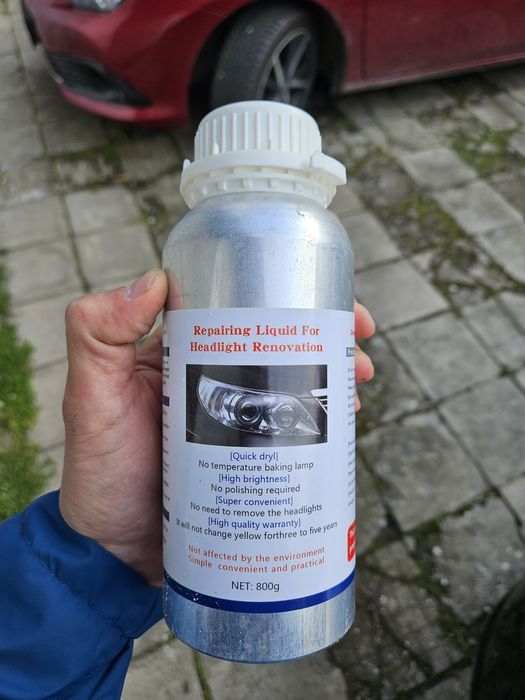 Repairing Liquid For
Headlight Renovation
[Quick dryl]
No temperature baking lamp
[High brightness]
No polishing required
[Super convenient]
No need to remove the headlights
[High quality warranty]
It will not change yellow forthree to five years
Not affected by the environment
Simple convenient and practical
NET: 800g